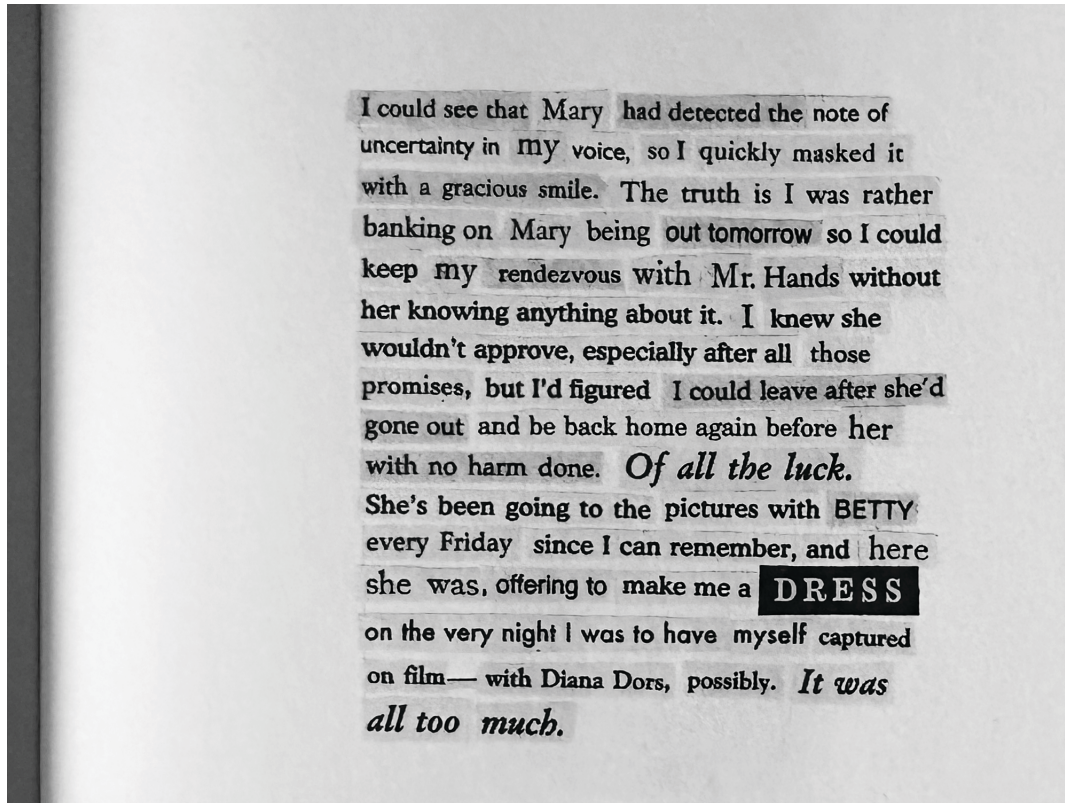 I could see that Mary had detected the note of
uncertainty in my voice, so I quickly masked it
with a gracious smile. The truth is I was rather
banking on Mary being out tomorrow so I could
keep my rendezvous with Mr. Hands without
her knowing anything about it. I knew she
wouldn't approve, especially after all those
promises, but I'd figured I could leave after she'd
gone out and be back home again before her
with no harm done. Of all the luck.
She's been going to the pictures with BETTY
every Friday since I can remember, and here
she was, offering to make me a DRESS
on the very night I was to have myself captured
on film— with Diana Dors, possibly. It was
all too much.